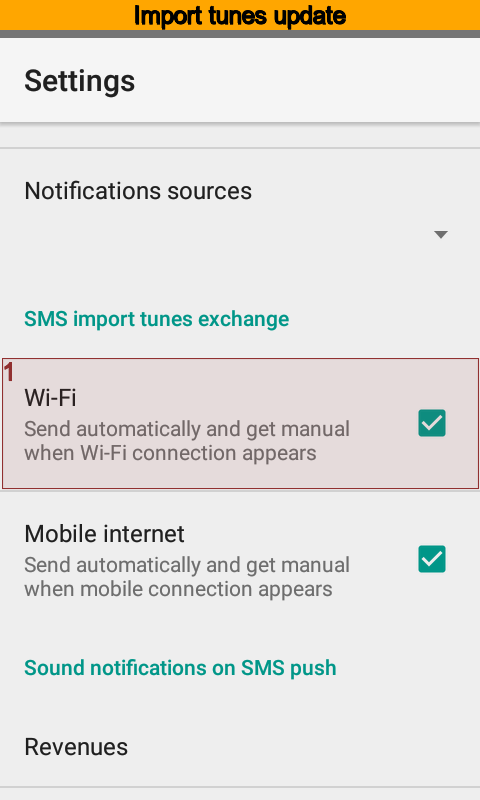 Import tunes update
Settings
Notifications sources
SMS import tunes exchange
1
Wi-Fi
Send automatically and get manual
when Wi-Fi connection appears
Mobile internet
Send automatically and get manual
when mobile connection appears
Sound notifications on SMS push
Revenues